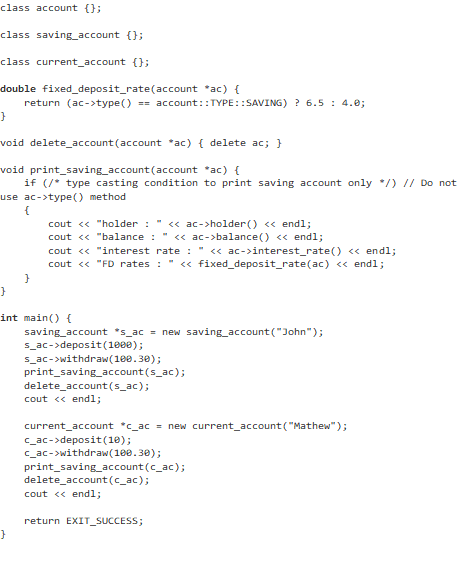 class account {};
class saving_account {};
class current_account {};
double fixed_deposit_rate(account *ac) {
    return (ac->type() == account::TYPE::SAVING) ? 6.5 : 4.0;
}
void delete_account(account *ac) { delete ac; }
void print_saving_account(account *ac) {
    if (/* type casting condition to print saving account only */) // Do not
use ac->type() method
    {
        cout << "holder : " << ac->holder() << endl;
        cout << "balance : " << ac->balance() << endl;
        cout << "interest rate : " << ac->interest_rate() << endl;
        cout << "FD rates : " << fixed_deposit_rate(ac) << endl;
    }
}
int main() {
    saving_account *s_ac = new saving_account("John");
    s_ac->deposit(1000);
    s_ac->withdraw(100.30);
    print_saving_account(s_ac);
    delete_account(s_ac);
    cout << endl;
    current_account *c_ac = new current_account("Mathew");
    c_ac->deposit(10);
    c_ac->withdraw(100.30);
    print_saving_account(c_ac);
    delete_account(c_ac);
    cout << endl;
    return EXIT_SUCCESS;
}